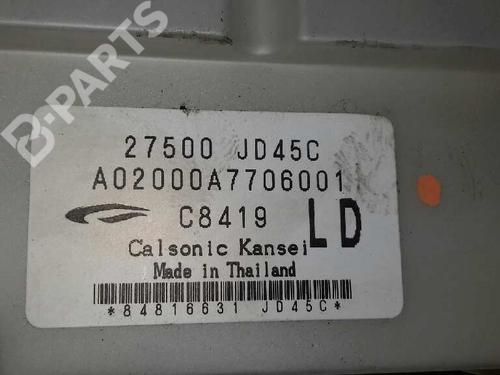 B-PARTS
27500 JD45C
A02000A7706001
C8419
LD
Calsonic Kansei
Made in Thailand
*84816631 JD45C*